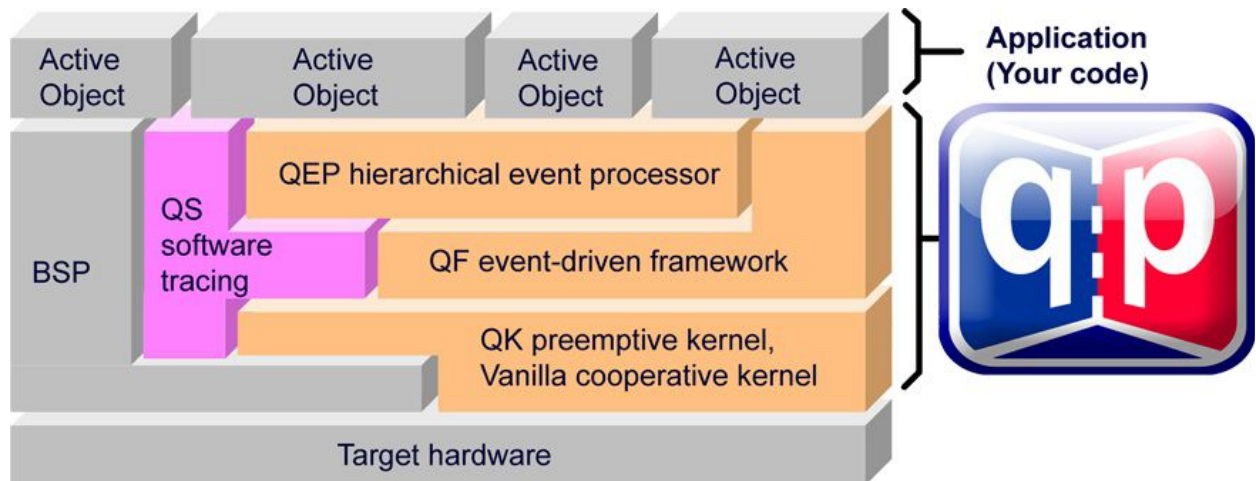 Active
Object
Active
Object
Active
Object
Active
Object
Application
(Your code)
QEP hierarchical event processor
QS
software
tracing
BSP
QF event-driven framework
qp
QK preemptive kernel,
Vanilla cooperative kernel
Target hardware